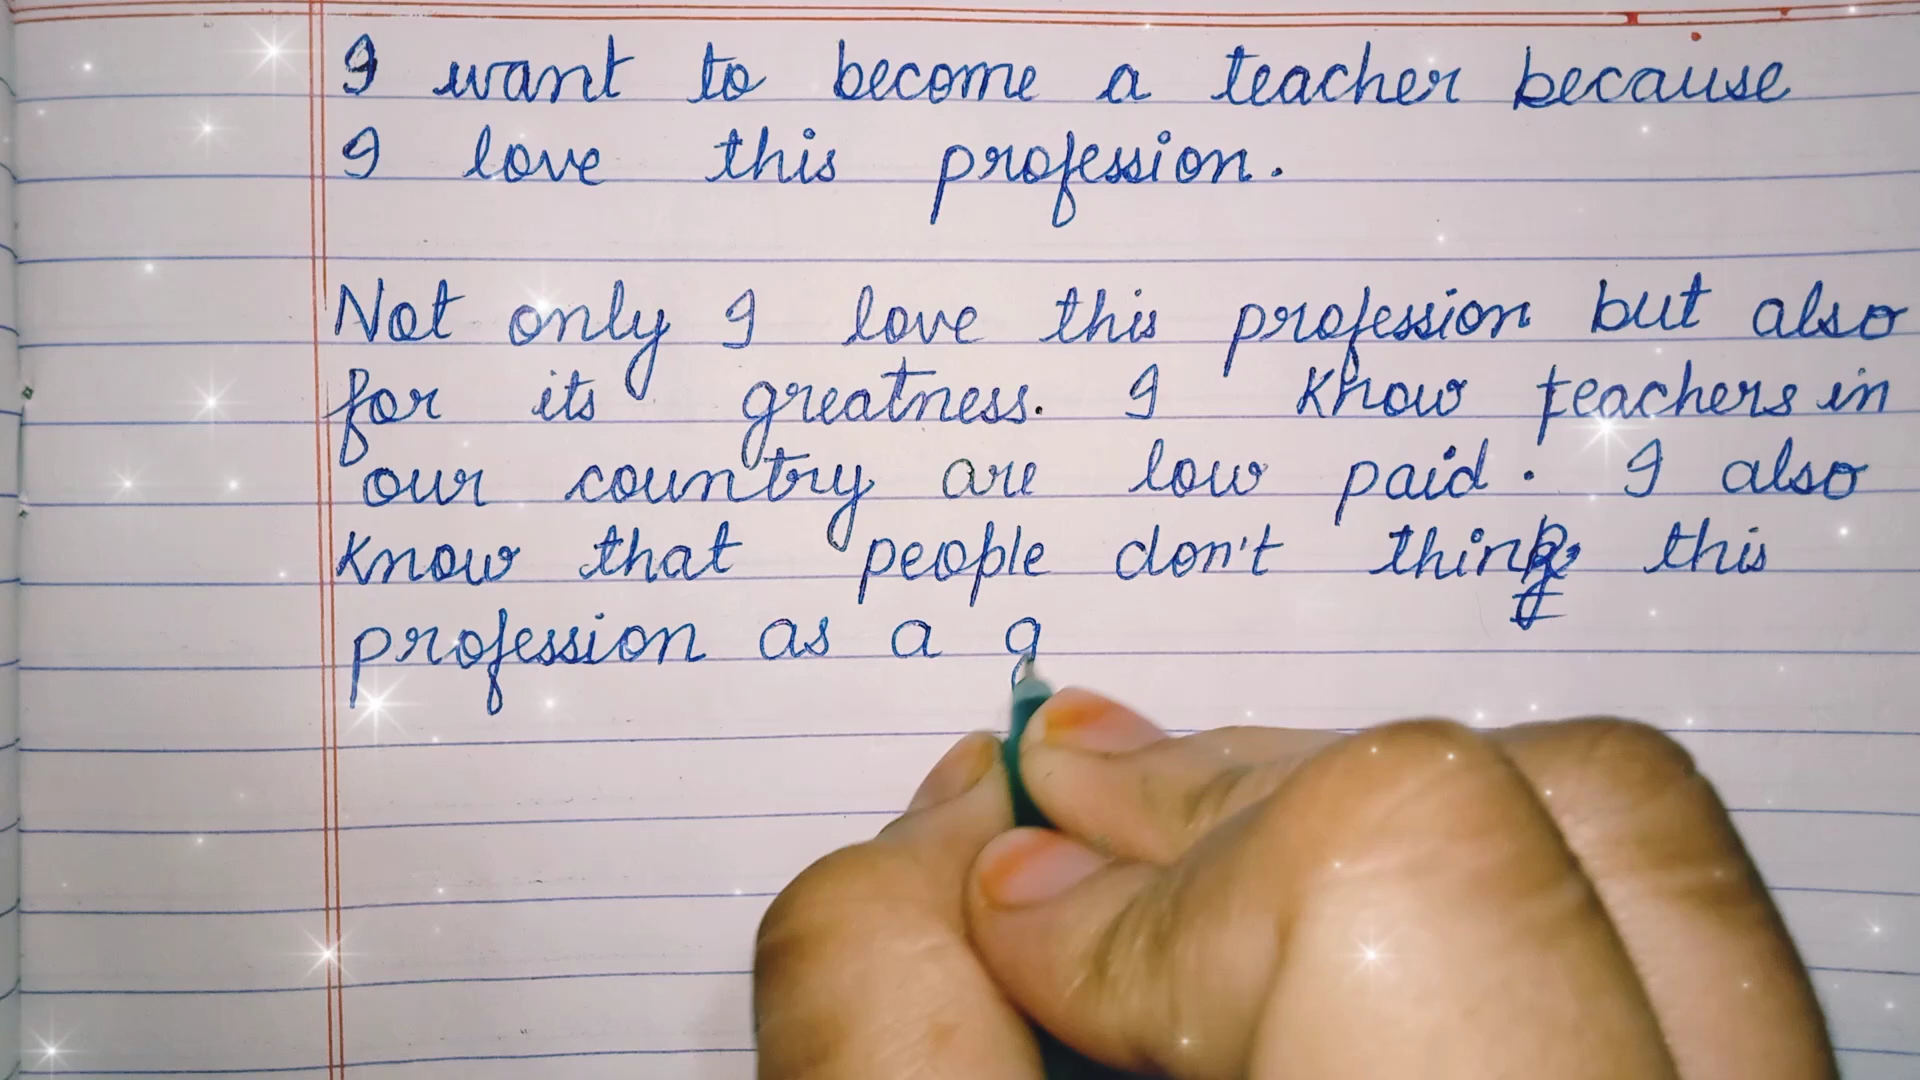 I want to become a teacher because
I love this profession.
Not only I love this profession but also
for its greatness. I know teachers in
our country are low paid. I also
know that people don't think this
profession as a g